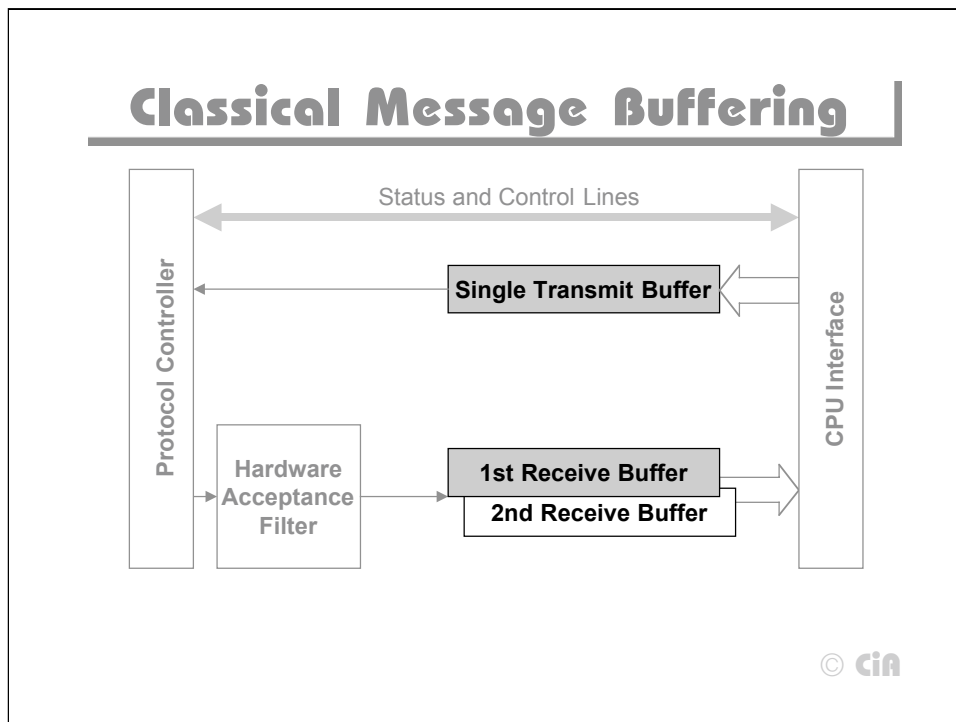 Classical Message Buffering
Status and Control Lines
Protocol Controller
Single Transmit Buffer
CPU Interface
Hardware
Acceptance
Filter
1st Receive Buffer
2nd Receive Buffer
© CiA